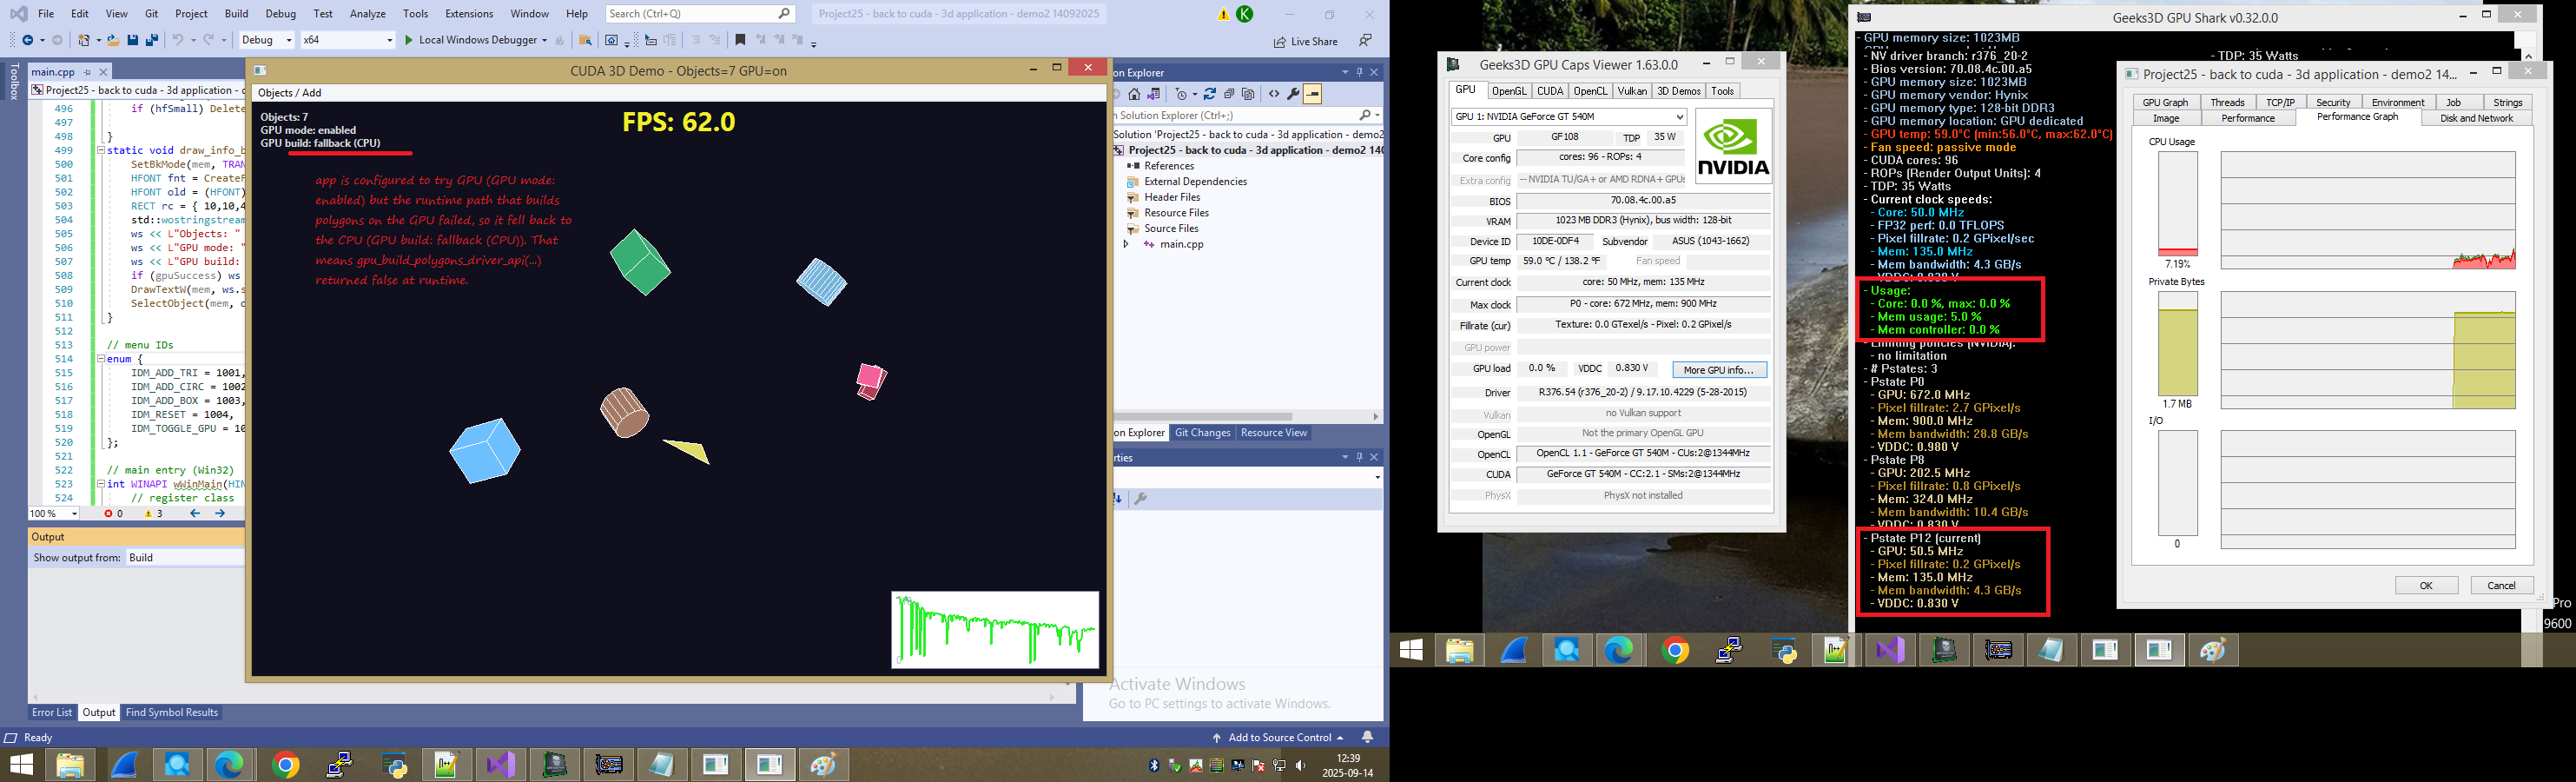 File Edit View Git Project Build Debug Test Analyze Tools Extensions Window Help Search (Ctrl+Q) Project25 - back to cuda - 3d application - demo2 14092025 K
Debug x64 Local Windows Debugger Live Share
Toolbox
main.cpp
Project25 - back to cuda - 3d application - demo2
496 if (hfSmall) Delete
497
498 }
499 static void draw_info_b
500 SetBkMode(mem, TRAN
501 HFONT fnt = CreateF
502 HFONT old = (HFONT)
503 RECT rc = { 10,10,4
504 std::wostringstream
505 ws << L"Objects: "
506 ws << L"GPU mode: "
507 ws << L"GPU build:
508 if (gpuSuccess) ws
509 DrawTextW(mem, ws.s
510 SelectObject(mem, o
511 }
512
513 // menu IDs
514 enum {
515 IDM_ADD_TRI = 1001,
516 IDM_ADD_CIRC = 1002
517 IDM_ADD_BOX = 1003,
518 IDM_RESET = 1004,
519 IDM_TOGGLE_GPU = 10
520 };
521
522 // main entry (Win32)
523 int WINAPI wWinMain(HIN
524 // register class
100 % 0 3
Output
Show output from: Build
Error List Output Find Symbol Results
Ready
CUDA 3D Demo - Objects=7 GPU=on
Objects / Add
Objects: 7
GPU mode: enabled
GPU build: fallback (CPU)
FPS: 62.0
app is configured to try GPU (GPU mode:
enabled) but the runtime path that builds
polygons on the GPU failed, so it fell back to
the CPU (GPU build: fallback (CPU)). That
means gpu_build_polygons_driver_api(...)
returned false at runtime.
on Explorer
h Solution Explorer (Ctrl+;)
Solution 'Project25 - back to cuda - 3d application - demo2
Project25 - back to cuda - 3d application - demo2 14
References
External Dependencies
Header Files
Resource Files
Source Files
main.cpp
on Explorer Git Changes Resource View
rties
Activate Windows
Go to PC settings to activate Windows.
Add to Source Control
12:39
2025-09-14
Geeks3D GPU Caps Viewer 1.63.0.0
GPU OpenGL CUDA OpenCL Vulkan 3D Demos Tools
GPU 1: NVIDIA GeForce GT 540M
GPU GF108 TDP 35 W
Core config cores: 96 - ROPs: 4
Extra config -- NVIDIA TU/GA+ or AMD RDNA+ GPUs
BIOS 70.08.4c.00.a5
VRAM 1023 MB DDR3 (Hynix), bus width: 128-bit
Device ID 10DE-0DF4 Subvendor ASUS (1043-1662)
GPU temp 59.0 °C / 138.2 °F Fan speed
Current clock core: 50 MHz, mem: 135 MHz
Max clock P0 - core: 672 MHz, mem: 900 MHz
Fillrate (cur) Texture: 0.0 GTexel/s - Pixel: 0.2 GPixel/s
GPU power
GPU load 0.0 % VDDC 0.830 V More GPU info...
Driver R376.54 (r376_20-2) / 9.17.10.4229 (5-28-2015)
Vulkan no Vulkan support
OpenGL Not the primary OpenGL GPU
OpenCL OpenCL 1.1 - GeForce GT 540M - CUs:2@1344MHz
CUDA GeForce GT 540M - CC:2.1 - SMs:2@1344MHz
PhysX PhysX not installed
NVIDIA
Geeks3D GPU Shark v0.32.0.0
- GPU memory size: 1023MB
- NV driver branch: r376_20-2
- Bios version: 70.08.4c.00.a5
- GPU memory size: 1023MB
- GPU memory vendor: Hynix
- GPU memory type: 128-bit DDR3
- GPU memory location: GPU dedicated
- GPU temp: 59.0°C (min:56.0°C, max:62.0°C)
- Fan speed: passive mode
- CUDA cores: 96
- ROPs (Render Output Units): 4
- TDP: 35 Watts
- Current clock speeds:
- Core: 50.0 MHz
- FP32 perf: 0.0 TFLOPS
- Pixel fillrate: 0.2 GPixel/sec
- Mem: 135.0 MHz
- Mem bandwidth: 4.3 GB/s
- VDDC: 0.830 V
- Usage:
- Core: 0.0 %, max: 0.0 %
- Mem usage: 5.0 %
- Mem controller: 0.0 %
- Limiting policies (NVIDIA):
- no limitation
- # Pstates: 3
- Pstate P0
- GPU: 672.0 MHz
- Pixel fillrate: 2.7 GPixel/s
- Mem: 900.0 MHz
- Mem bandwidth: 28.8 GB/s
- VDDC: 0.980 V
- Pstate P8
- GPU: 202.5 MHz
- Pixel fillrate: 0.8 GPixel/s
- Mem: 324.0 MHz
- Mem bandwidth: 10.4 GB/s
- VDDC: 0.830 V
- Pstate P12 (current)
- GPU: 50.5 MHz
- Pixel fillrate: 0.2 GPixel/s
- Mem: 135.0 MHz
- Mem bandwidth: 4.3 GB/s
- VDDC: 0.830 V
- TDP: 35 Watts
Project25 - back to cuda - 3d application - demo2 14...
GPU Graph Threads TCP/IP Security Environment Job Strings
Image Performance Performance Graph Disk and Network
CPU Usage
7.19%
Private Bytes
1.7 MB
I/O
0
OK Cancel
Pro
9600